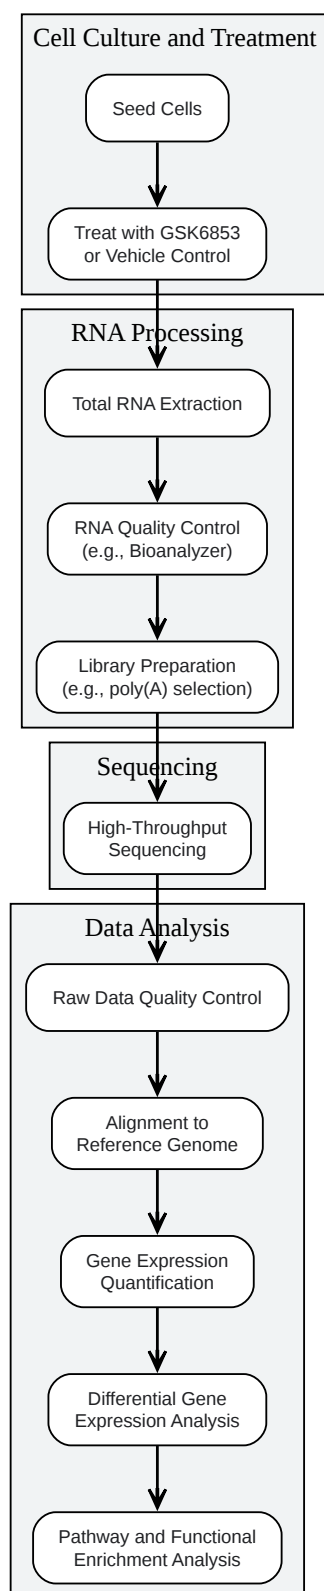 Cell Culture and Treatment
Seed Cells
Treat with GSK6853
or Vehicle Control
RNA Processing
Total RNA Extraction
RNA Quality Control
(e.g., Bioanalyzer)
Library Preparation
(e.g., poly(A) selection)
Sequencing
High-Throughput
Sequencing
Data Analysis
Raw Data Quality Control
Alignment to
Reference Genome
Gene Expression
Quantification
Differential Gene
Expression Analysis
Pathway and Functional
Enrichment Analysis